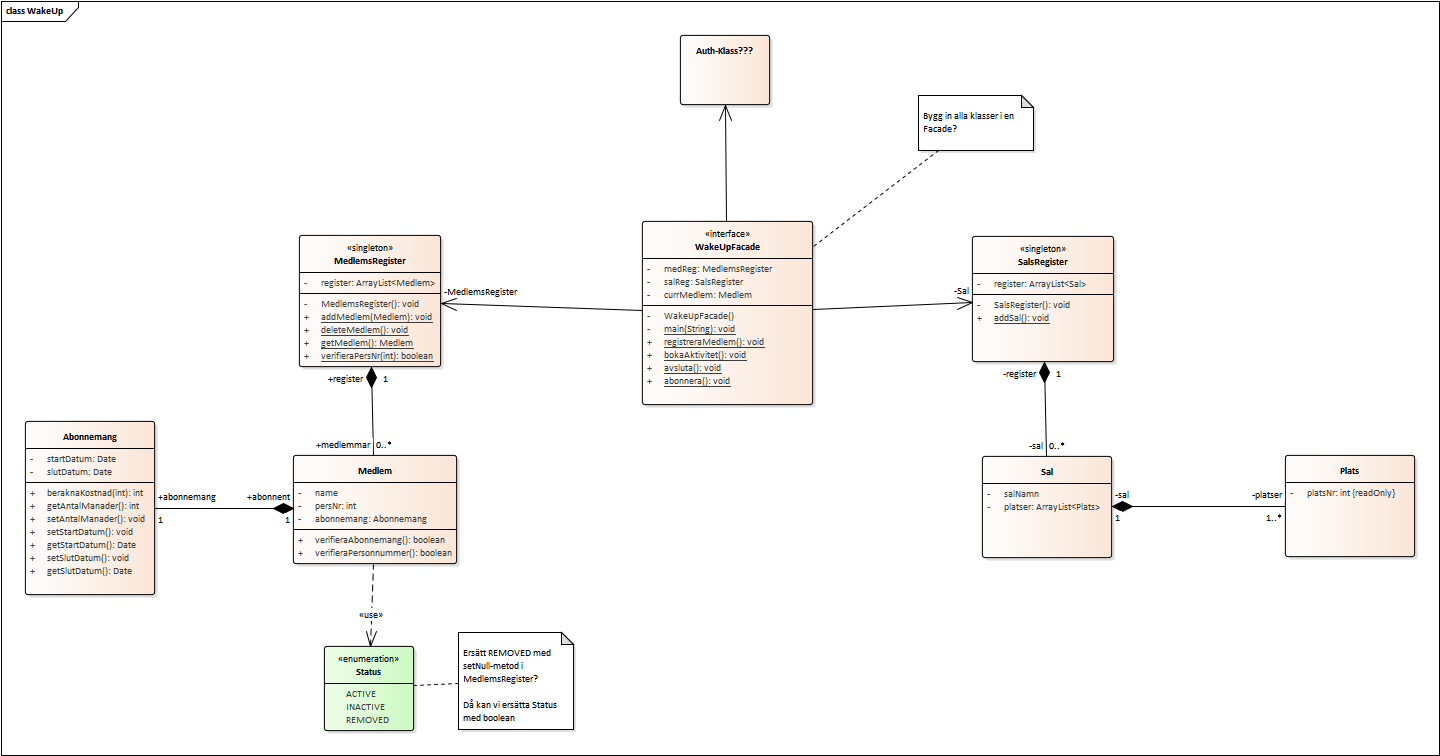 class WakeUp
Auth-Klass???
Bygg in alla klasser i en
Facade?
«singleton»
MedlemsRegister
- register: ArrayList<Medlem>
- MedlemsRegister(): void
+ addMedlem(Medlem): void
+ deleteMedlem(): void
+ getMedlem(): Medlem
+ verifieraPersNr(int): boolean
-MedlemsRegister
«interface»
WakeUpFacade
- medReg: MedlemsRegister
- salReg: SalsRegister
- currMedlem: Medlem
- WakeUpFacade()
- main(String): void
+ registreraMedlem(): void
+ bokaAktivitet(): void
+ avsluta(): void
+ abonnera(): void
-Sal
«singleton»
SalsRegister
- register: ArrayList<Sal>
- SalsRegister(): void
+ addSal(): void
+register 1
+medlemmar 0..*
-register 1
-sal 0..*
Abonnemang
- startDatum: Date
- slutDatum: Date
+ beraknaKostnad(int): int
+ getAntalManader(): int
+ setAntalManader(): void
+ setStartDatum(): void
+ getStartDatum(): Date
+ setSlutDatum(): void
+ getSlutDatum(): Date
+abonnemang
1
+abonnent
1
Medlem
- name
- persNr: int
- abonnemang: Abonnemang
+ verifieraAbonnemang(): boolean
+ verifieraPersonnummer(): boolean
Sal
- salNamn
- platser: ArrayList<Plats>
-sal
1
-platser
1..*
Plats
- platsNr: int {readOnly}
«use»
«enumeration»
Status
ACTIVE
INACTIVE
REMOVED
Ersätt REMOVED med
setNull-metod i
MedlemsRegister?
Då kan vi ersätta Status
med boolean